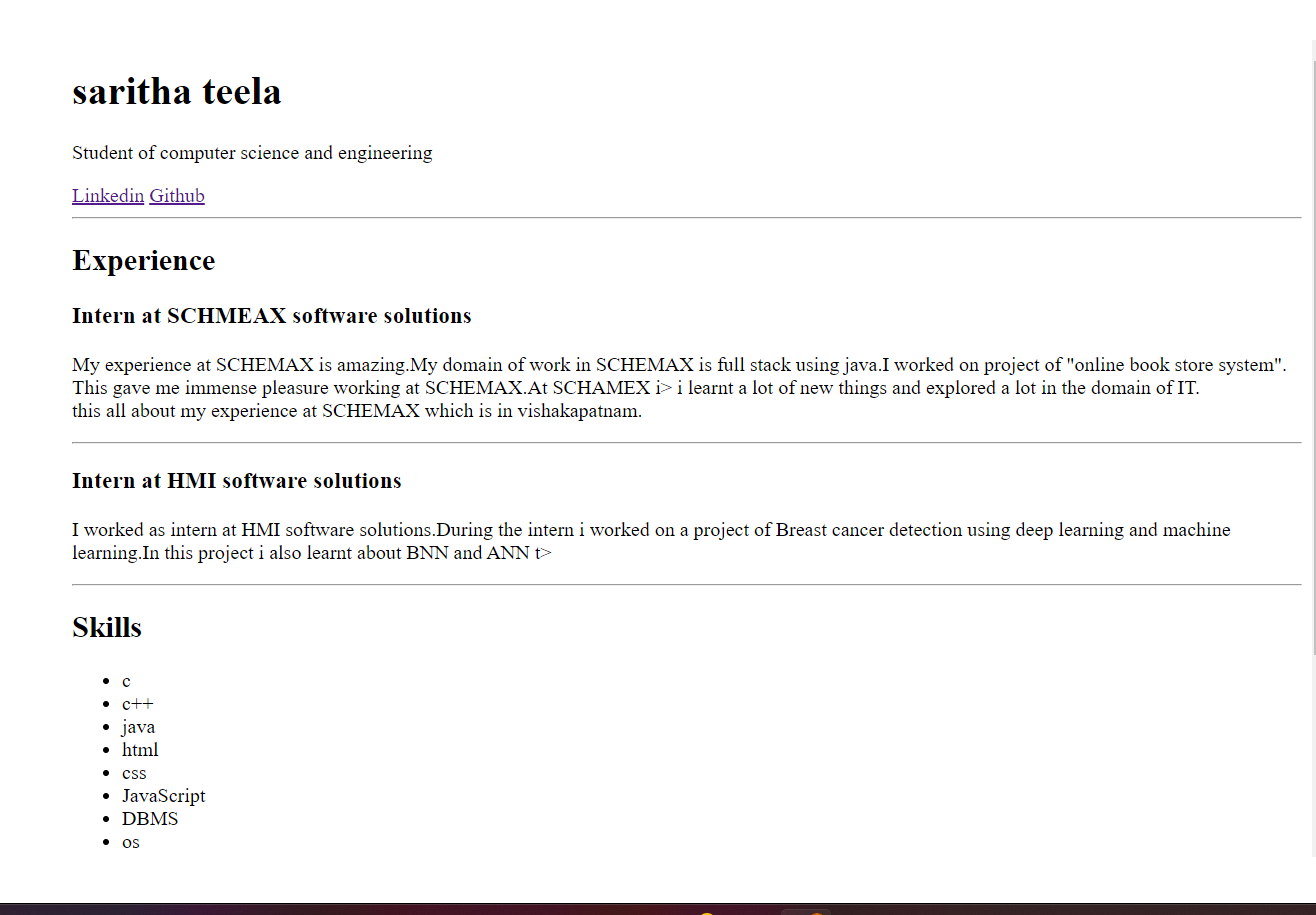 saritha teela
Student of computer science and engineering
Linkedin Github
Experience
Intern at SCHMEAX software solutions
My experience at SCHEMAX is amazing.My domain of work in SCHEMAX is full stack using java.I worked on project of "online book store system".
This gave me immense pleasure working at SCHEMAX.At SCHAMEX i> i learnt a lot of new things and explored a lot in the domain of IT.
this all about my experience at SCHEMAX which is in vishakapatnam.
Intern at HMI software solutions
I worked as intern at HMI software solutions.During the intern i worked on a project of Breast cancer detection using deep learning and machine
learning.In this project i also learnt about BNN and ANN t>
Skills
c
c++
java
html
css
JavaScript
DBMS
os